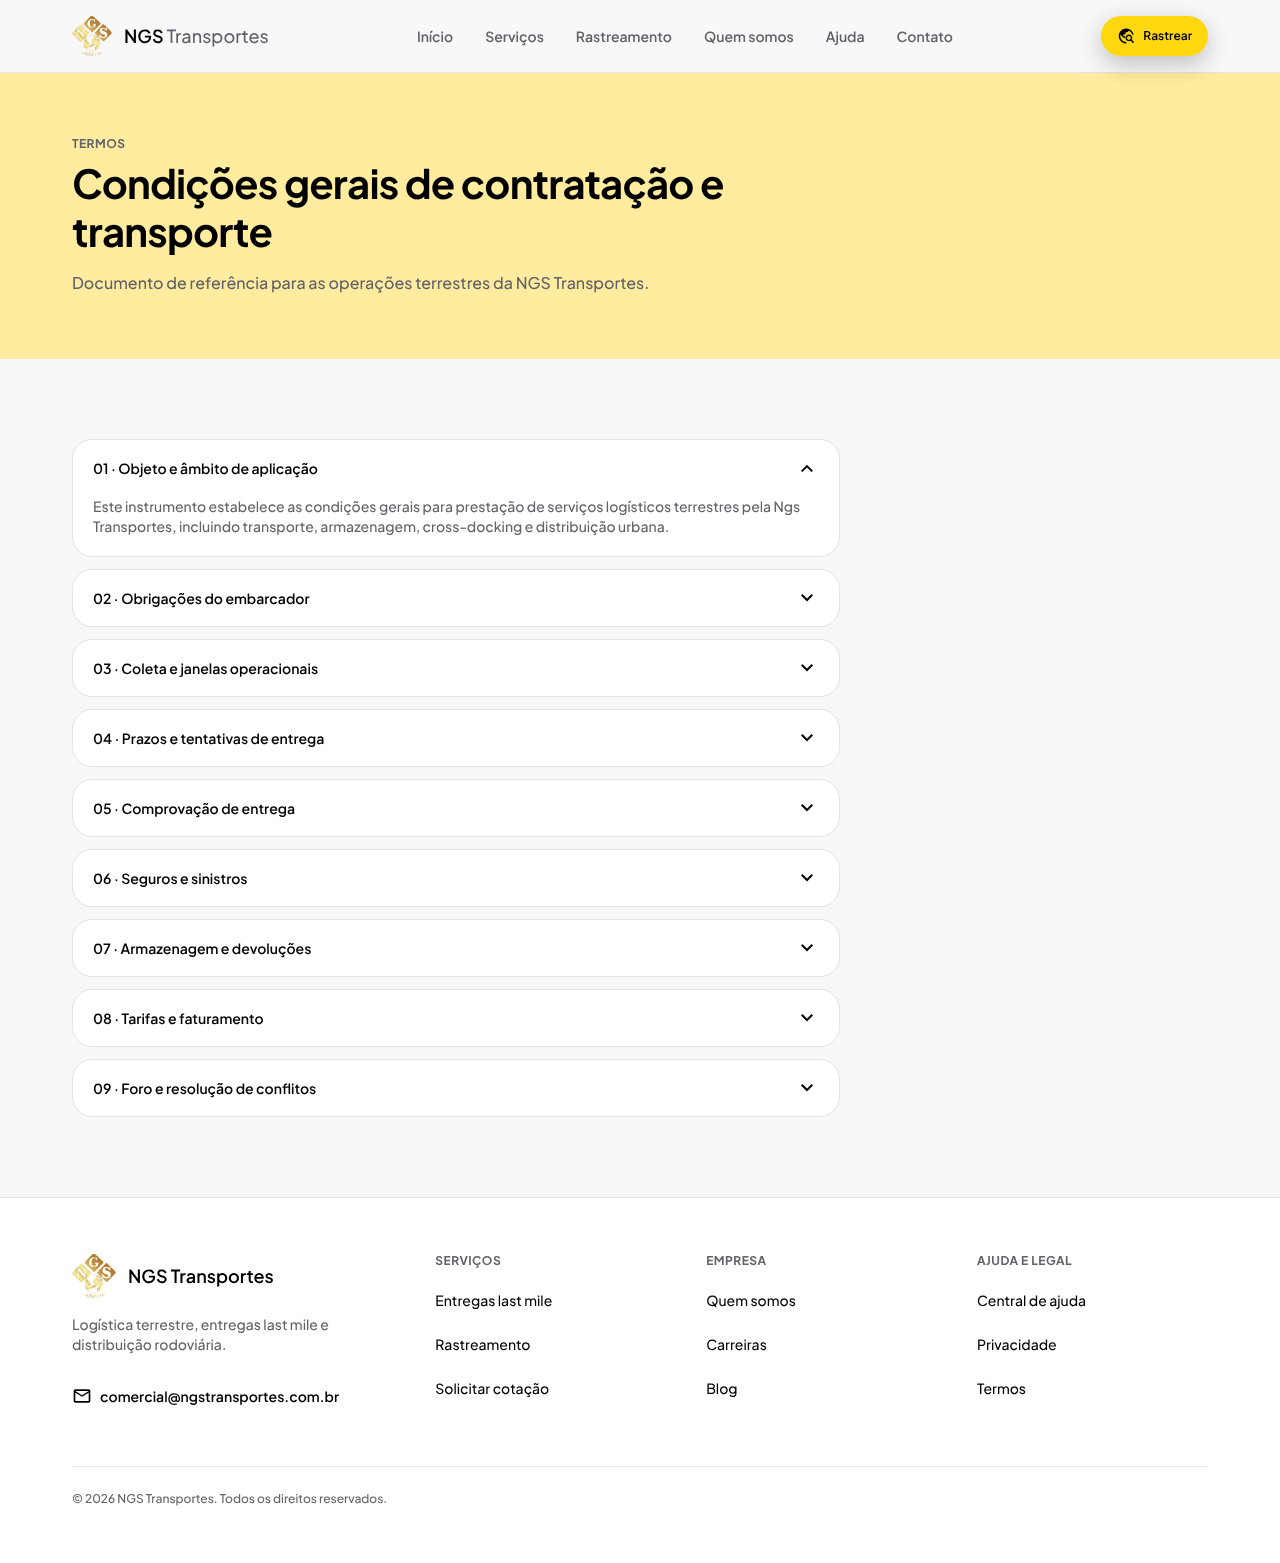 NGS Transportes
Início
Serviços
Rastreamento
Quem somos
Ajuda
Contato
Rastrear
TERMOS
Condições gerais de contratação e
transporte
Documento de referência para as operações terrestres da NGS Transportes.
01 · Objeto e âmbito de aplicação
Este instrumento estabelece as condições gerais para prestação de serviços logísticos terrestres pela Ngs
Transportes, incluindo transporte, armazenagem, cross-docking e distribuição urbana.
02 · Obrigações do embarcador
03 · Coleta e janelas operacionais
04 · Prazos e tentativas de entrega
05 · Comprovação de entrega
06 · Seguros e sinistros
07 · Armazenagem e devoluções
08 · Tarifas e faturamento
09 · Foro e resolução de conflitos
NGS Transportes
Logística terrestre, entregas last mile e
distribuição rodoviária.
comercial@ngstransportes.com.br
SERVIÇOS
Entregas last mile
Rastreamento
Solicitar cotação
EMPRESA
Quem somos
Carreiras
Blog
AJUDA E LEGAL
Central de ajuda
Privacidade
Termos
© 2026 NGS Transportes. Todos os direitos reservados.